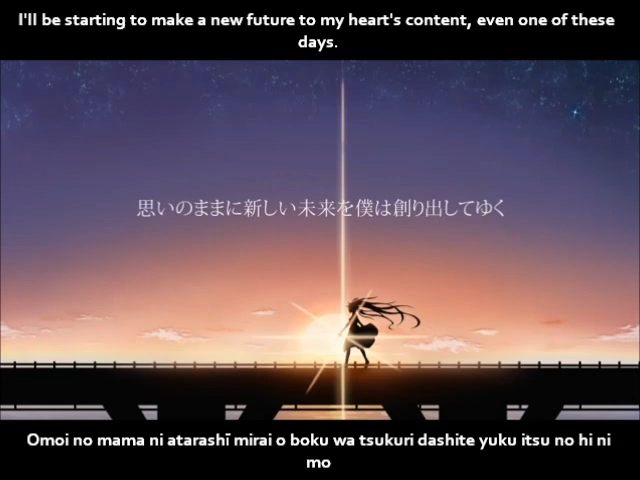 I'll be starting to make a new future to my heart's content, even one of these
days.
思いのままに新しい未来を僕は創り出してゆく
Omoi no mama ni atarashī mirai o boku wa tsukuri dashite yuku itsu no hi ni
mo